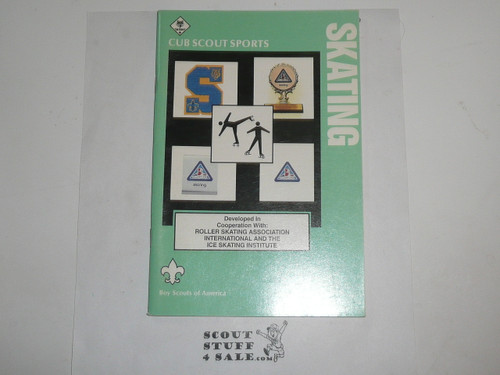 CUB SCOUT SPORTS
SKATING
S
Developed In
Cooperation With:
ROLLER SKATING ASSOCIATION
INTERNATIONAL AND THE
ICE SKATING INSTITUTE
Boy Scouts of America
SCOUT
STUFF
4 SALE.com